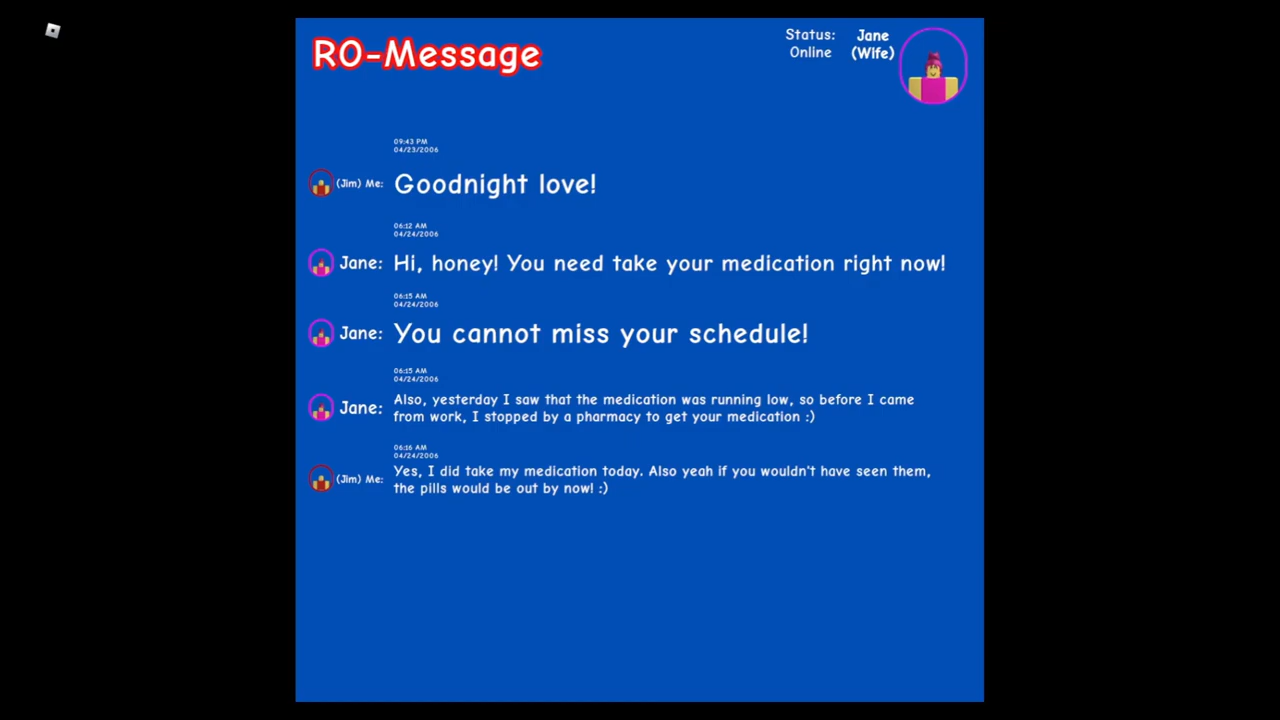 RO-Message
Status:
Online
Jane
(Wife)
09:43 PM
04/23/2006
(Jim) Me:
Goodnight love!
06:12 AM
04/24/2006
Jane:
Hi, honey! You need take your medication right now!
06:15 AM
04/24/2006
Jane:
You cannot miss your schedule!
06:15 AM
04/24/2006
Jane:
Also, yesterday I saw that the medication was running low, so before I came
from work, I stopped by a pharmacy to get your medication :)
06:16 AM
04/24/2006
(Jim) Me:
Yes, I did take my medication today. Also yeah if you wouldn't have seen them,
the pills would be out by now! :)